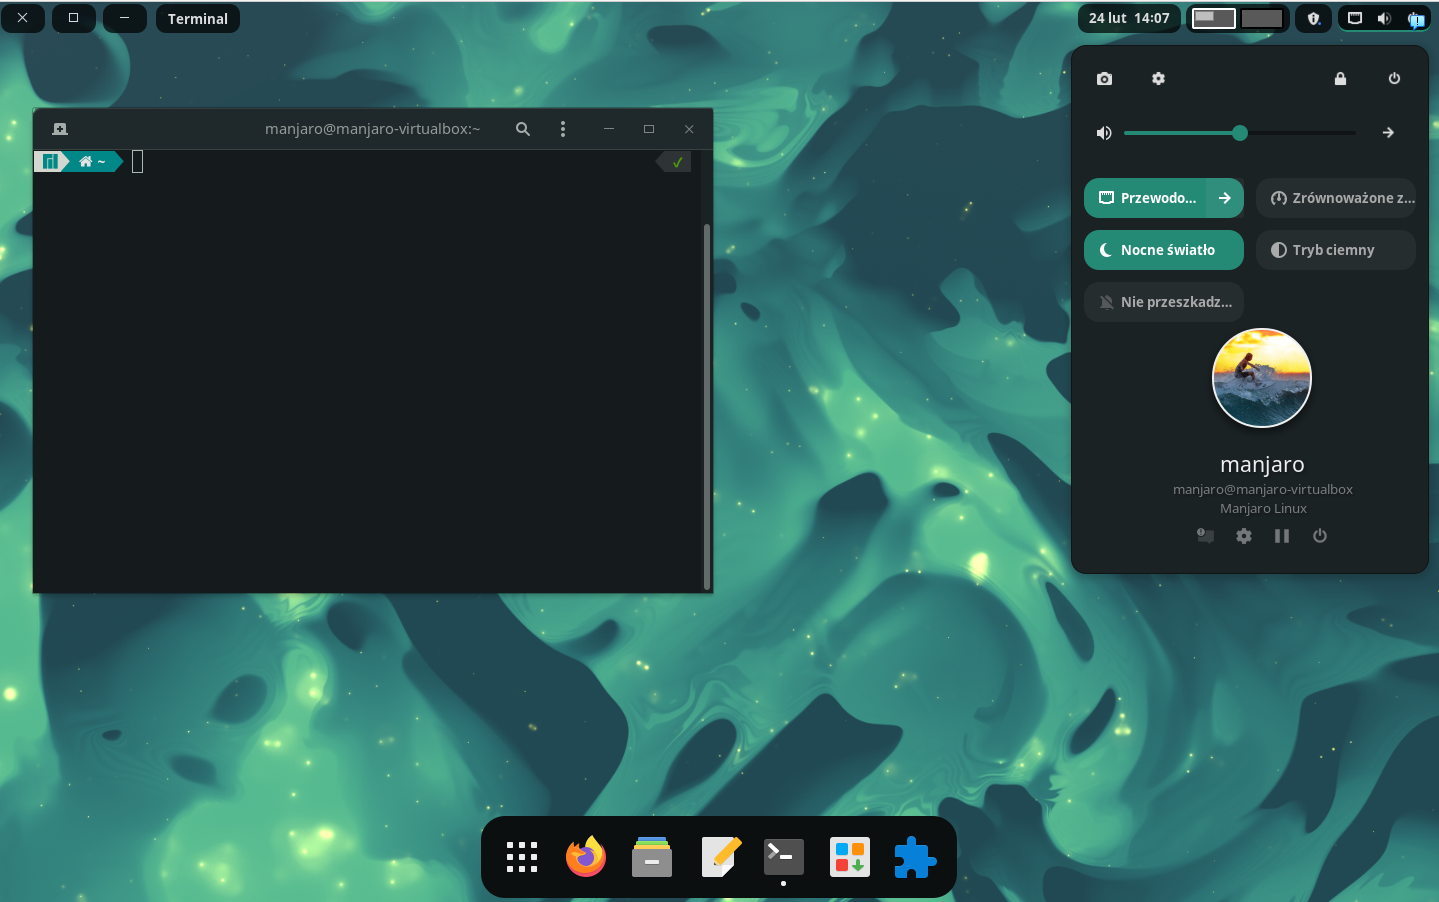 Terminal
24 lut 14:07
manjaro@manjaro-virtualbox:~
~
Przewodo...
Zrównoważone z...
Nocne światło
Tryb ciemny
Nie przeszkadz...
manjaro
manjaro@manjaro-virtualbox
Manjaro Linux